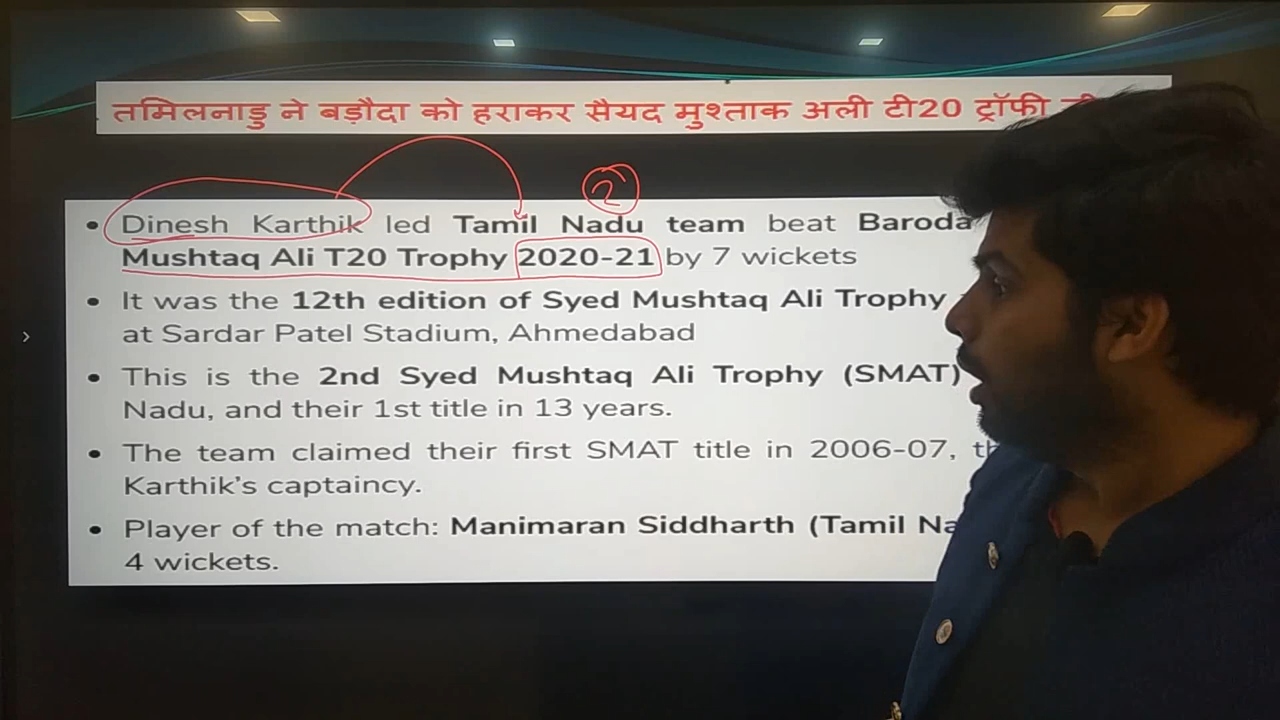 तमिलनाडु ने बड़ौदा को हराकर सैयद मुश्ताक अली टी20 ट्रॉफी
2
• Dinesh Karthik led Tamil Nadu team beat Baroda
Mushtaq Ali T20 Trophy 2020-21 by 7 wickets
• It was the 12th edition of Syed Mushtaq Ali Trophy
at Sardar Patel Stadium, Ahmedabad
• This is the 2nd Syed Mushtaq Ali Trophy (SMAT)
Nadu, and their 1st title in 13 years.
• The team claimed their first SMAT title in 2006-07,
Karthik's captaincy.
• Player of the match: Manimaran Siddharth (Tamil
4 wickets.